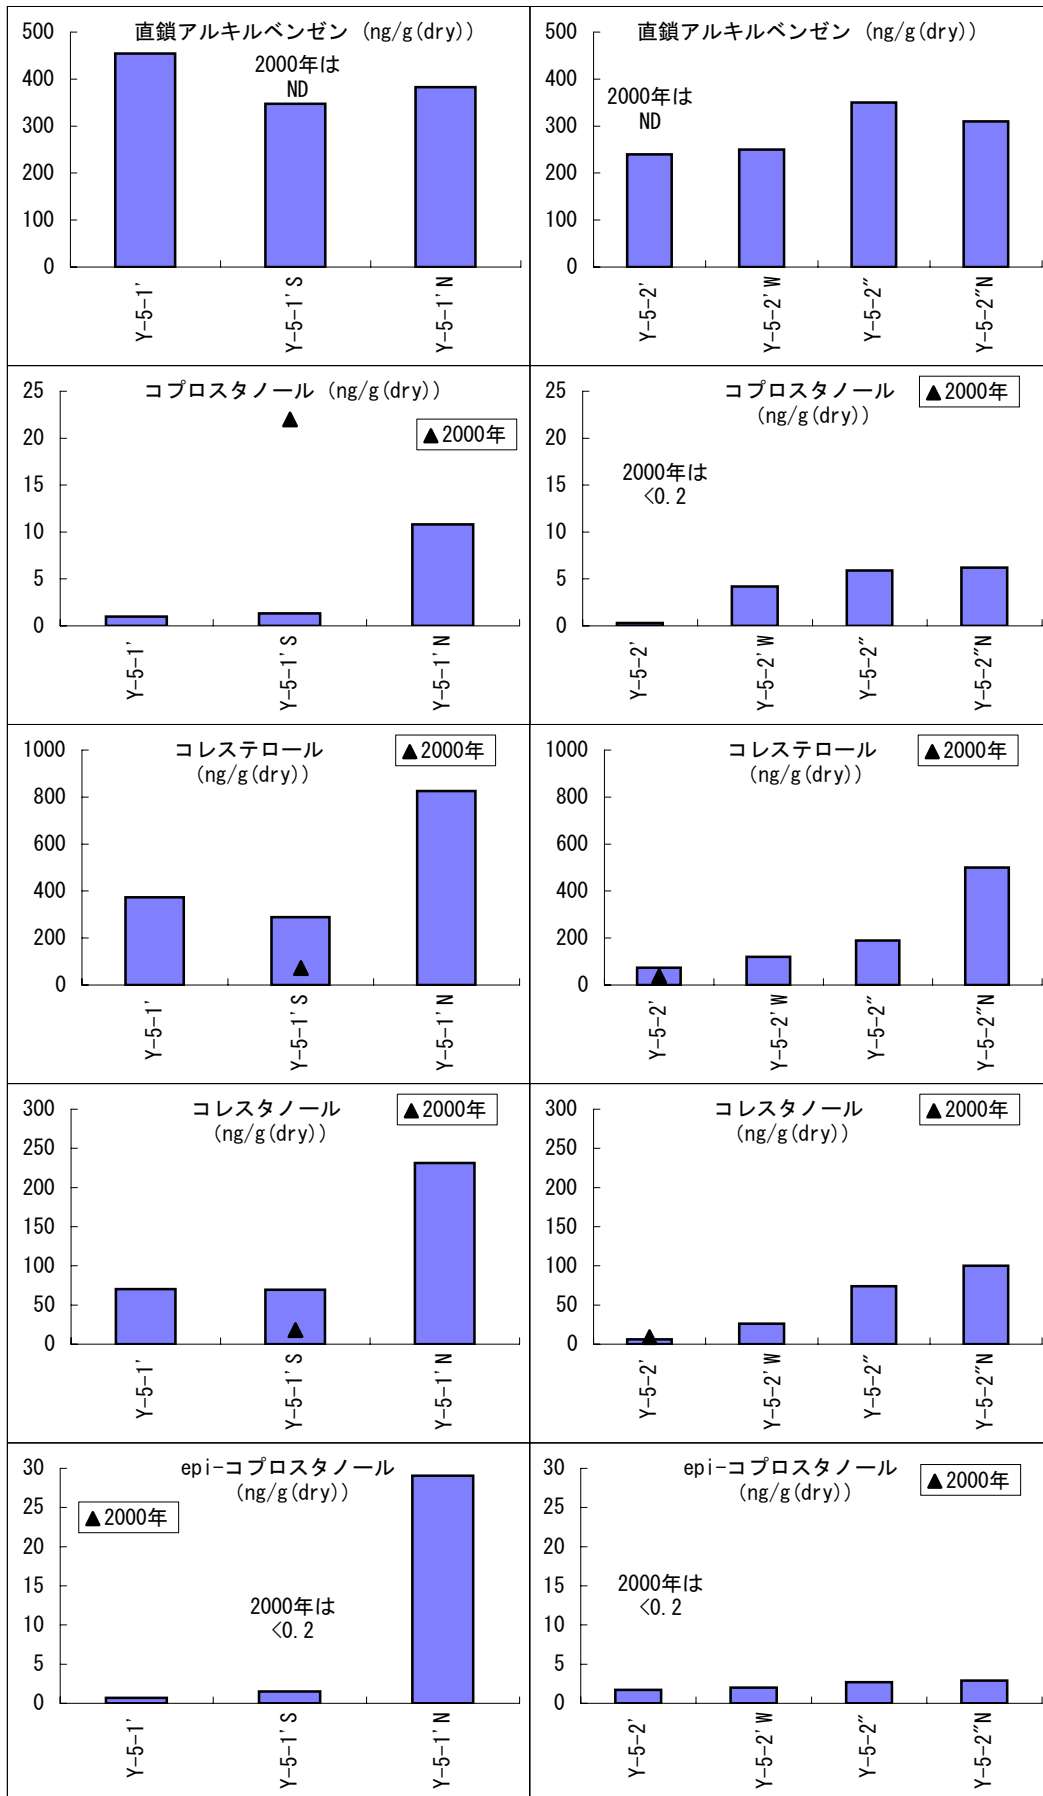 直鎖アルキルベンゼン (ng/g(dry))
500
400
300
200
100
0
2000年は
ND
Y-5-1'
Y-5-1'S
Y-5-1'N
直鎖アルキルベンゼン (ng/g(dry))
500
400
300
200
100
0
2000年は
ND
Y-5-2'
Y-5-2'W
Y-5-2"
Y-5-2"N
コプロスタノール (ng/g(dry))
25
20
15
10
5
0
▲2000年
Y-5-1'
Y-5-1'S
Y-5-1'N
コプロスタノール
(ng/g(dry))
▲2000年
25
20
15
10
5
0
2000年は
<0.2
Y-5-2'
Y-5-2'W
Y-5-2"
Y-5-2"N
コレステロール
(ng/g(dry))
▲2000年
1000
800
600
400
200
0
Y-5-1'
Y-5-1'S
Y-5-1'N
コレステロール
(ng/g(dry))
▲2000年
1000
800
600
400
200
0
Y-5-2'
Y-5-2'W
Y-5-2"
Y-5-2"N
コレスタノール
(ng/g(dry))
▲2000年
300
250
200
150
100
50
0
Y-5-1'
Y-5-1'S
Y-5-1'N
コレスタノール
(ng/g(dry))
▲2000年
300
250
200
150
100
50
0
Y-5-2'
Y-5-2'W
Y-5-2"
Y-5-2"N
epi-コプロスタノール
(ng/g(dry))
▲2000年
30
25
20
15
10
5
0
2000年は
<0.2
Y-5-1'
Y-5-1'S
Y-5-1'N
epi-コプロスタノール
(ng/g(dry))
▲2000年
30
25
20
15
10
5
0
2000年は
<0.2
Y-5-2'
Y-5-2'W
Y-5-2"
Y-5-2"N